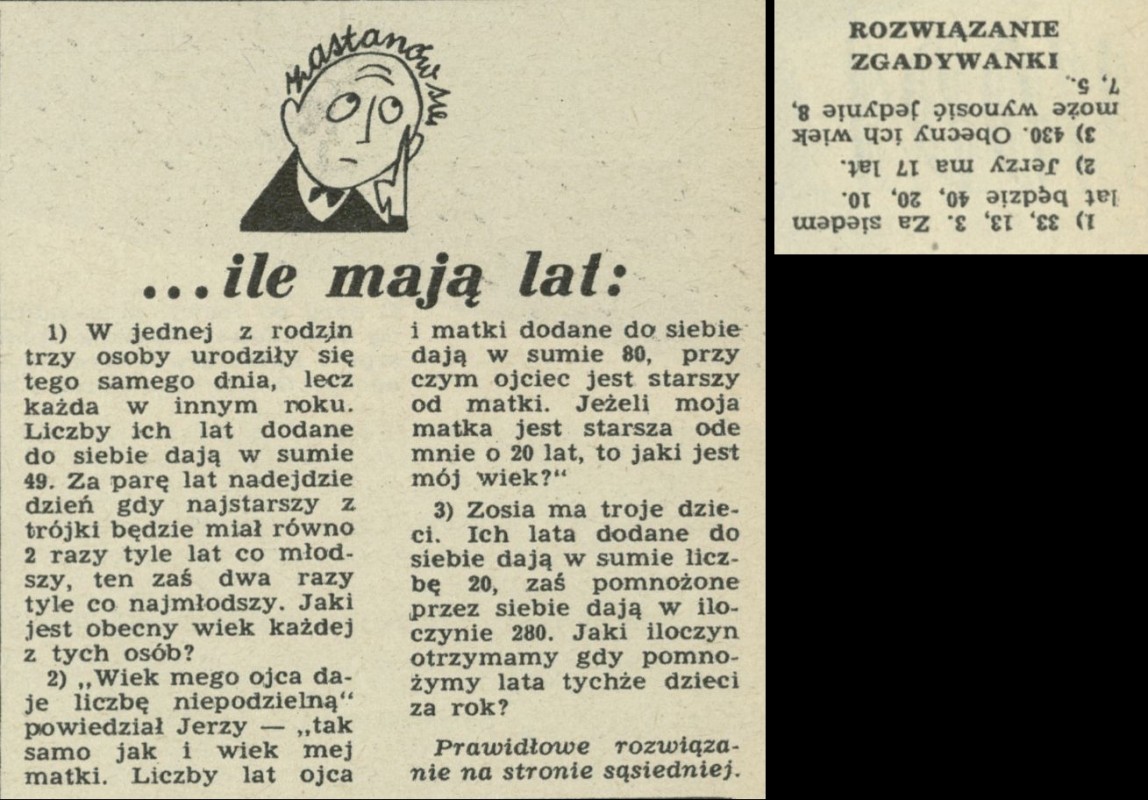 zastanów się
...ile mają lat:
1) W jednej z rodzin
trzy osoby urodziły się
tego samego dnia, lecz
każda w innym roku.
Liczby ich lat dodane
do siebie dają w sumie
49. Za parę lat nadejdzie
dzień gdy najstarszy z
trójki będzie miał równo
2 razy tyle lat co młod-
szy, ten zaś dwa razy
tyle co najmłodszy. Jaki
jest obecny wiek każdej
z tych osób?
2) „Wiek mego ojca da-
je liczbę niepodzielną“
powiedział Jerzy — „tak
samo jak i wiek mej
matki. Liczby lat ojca
i matki dodane do siebie
dają w sumie 80, przy
czym ojciec jest starszy
od matki. Jeżeli moja
matka jest starsza ode
mnie o 20 lat, to jaki jest
mój wiek?“
3) Zosia ma troje dzie-
ci. Ich lata dodane do
siebie dają w sumie licz-
bę 20, zaś pomnożone
przez siebie dają w ilo-
czynie 280. Jaki iloczyn
otrzymamy gdy pomno-
żymy lata tychże dzieci
za rok?
Prawidłowe rozwiąza-
nie na stronie sąsiedniej.
ROZWIĄZANIE
ZGADYWANKI
1) 33, 13, 3. Za siedem
lat będzie 40, 20, 10.
2) Jerzy ma 17 lat.
3) 430. Obecny ich wiek
może wynosić jedynie 8,
7, 5.